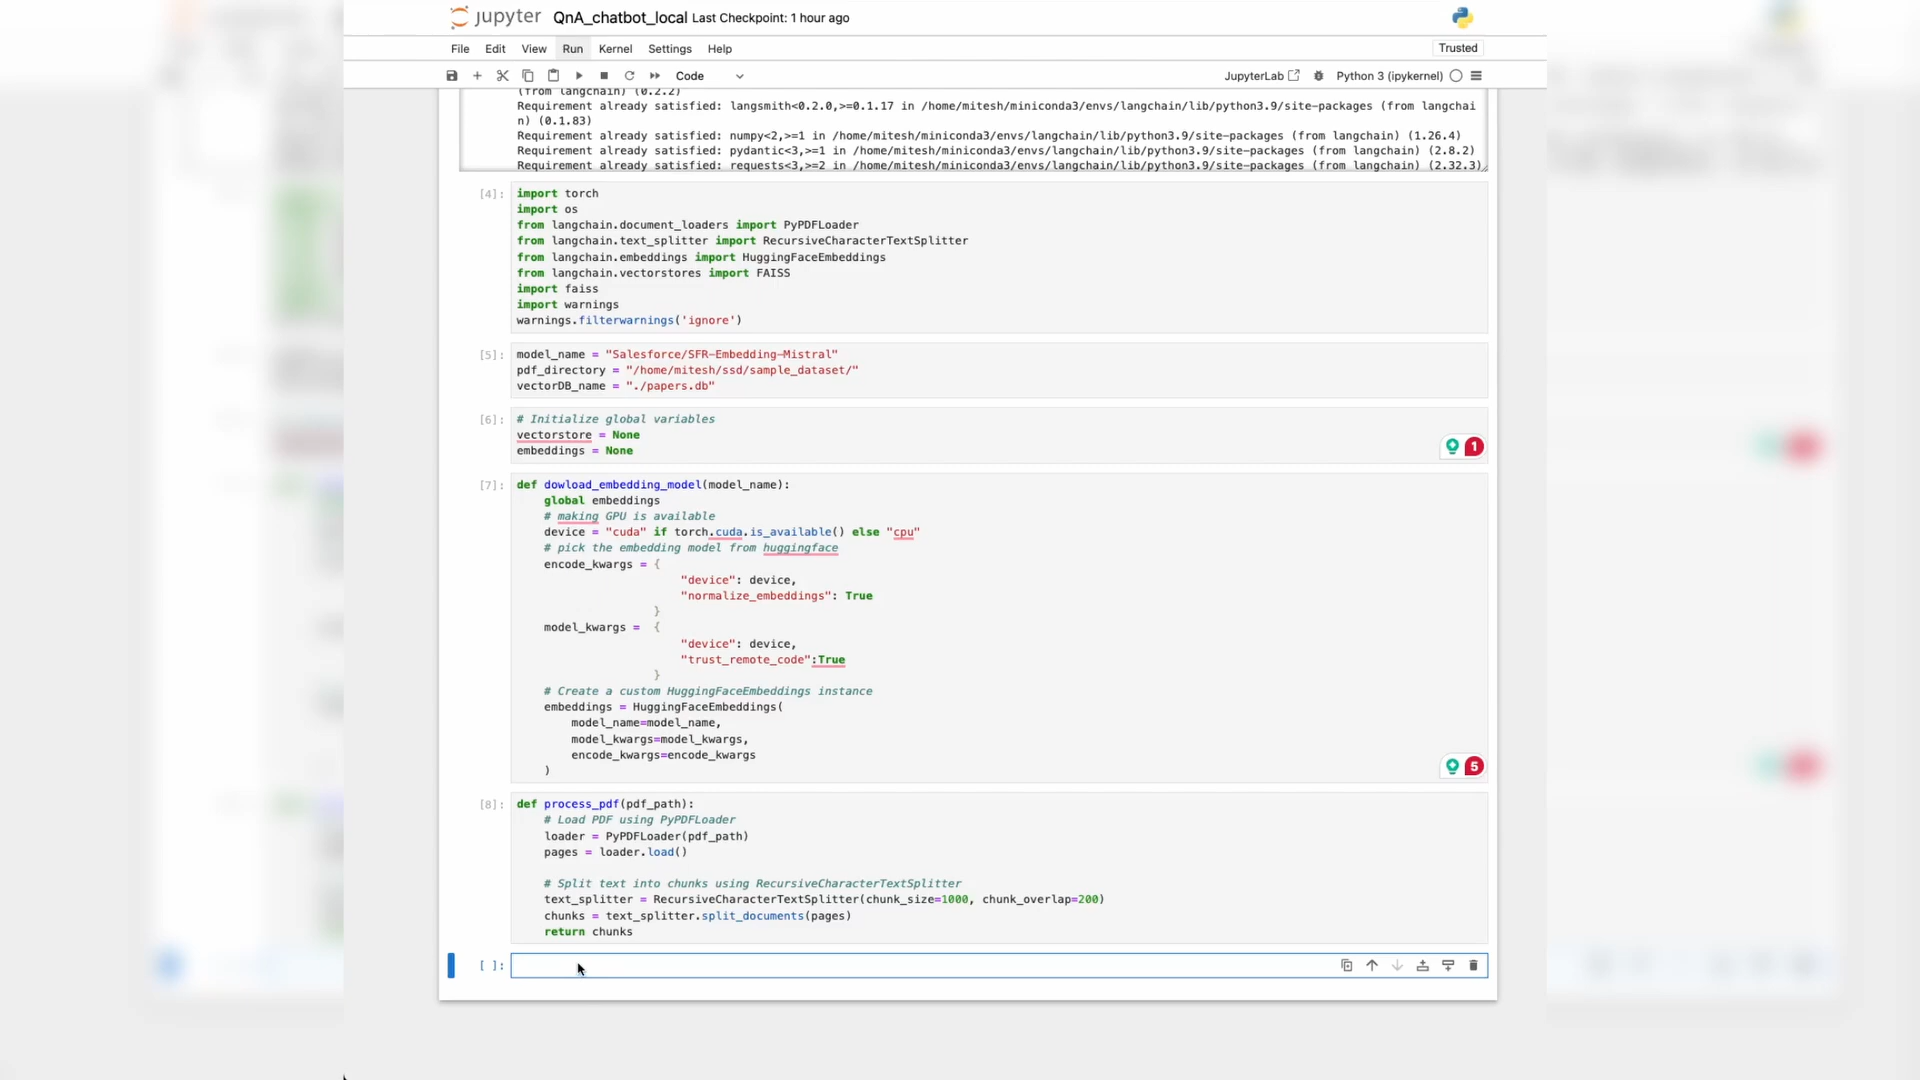 jupyter QnA_chatbot_local Last Checkpoint: 1 hour ago
File Edit View Run Kernel Settings Help Trusted
Code JupyterLab Python 3 (ipykernel)
(from langchain) (0.2.2)
Requirement already satisfied: langsmith<0.2.0,>=0.1.17 in /home/mitesh/miniconda3/envs/langchain/lib/python3.9/site-packages (from langchai
n) (0.1.83)
Requirement already satisfied: numpy<2,>=1 in /home/mitesh/miniconda3/envs/langchain/lib/python3.9/site-packages (from langchain) (1.26.4)
Requirement already satisfied: pydantic<3,>=1 in /home/mitesh/miniconda3/envs/langchain/lib/python3.9/site-packages (from langchain) (2.8.2)
Requirement already satisfied: requests<3,>=2 in /home/mitesh/miniconda3/envs/langchain/lib/python3.9/site-packages (from langchain) (2.32.3)
[4]: import torch
import os
from langchain.document_loaders import PyPDFLoader
from langchain.text_splitter import RecursiveCharacterTextSplitter
from langchain.embeddings import HuggingFaceEmbeddings
from langchain.vectorstores import FAISS
import faiss
import warnings
warnings.filterwarnings('ignore')
[5]: model_name = "Salesforce/SFR-Embedding-Mistral"
pdf_directory = "/home/mitesh/ssd/sample_dataset/"
vectorDB_name = "./papers.db"
[6]: # Initialize global variables
vectorstore = None
embeddings = None
1
[7]: def dowload_embedding_model(model_name):
    global embeddings
    # making GPU is available
    device = "cuda" if torch.cuda.is_available() else "cpu"
    # pick the embedding model from huggingface
    encode_kwargs = {
                        "device": device,
                        "normalize_embeddings": True
                    }
    model_kwargs =  {
                        "device": device,
                        "trust_remote_code":True
                    }
    # Create a custom HuggingFaceEmbeddings instance
    embeddings = HuggingFaceEmbeddings(
        model_name=model_name,
        model_kwargs=model_kwargs,
        encode_kwargs=encode_kwargs
    )
5
[8]: def process_pdf(pdf_path):
    # Load PDF using PyPDFLoader
    loader = PyPDFLoader(pdf_path)
    pages = loader.load()
    # Split text into chunks using RecursiveCharacterTextSplitter
    text_splitter = RecursiveCharacterTextSplitter(chunk_size=1000, chunk_overlap=200)
    chunks = text_splitter.split_documents(pages)
    return chunks
[ ]: